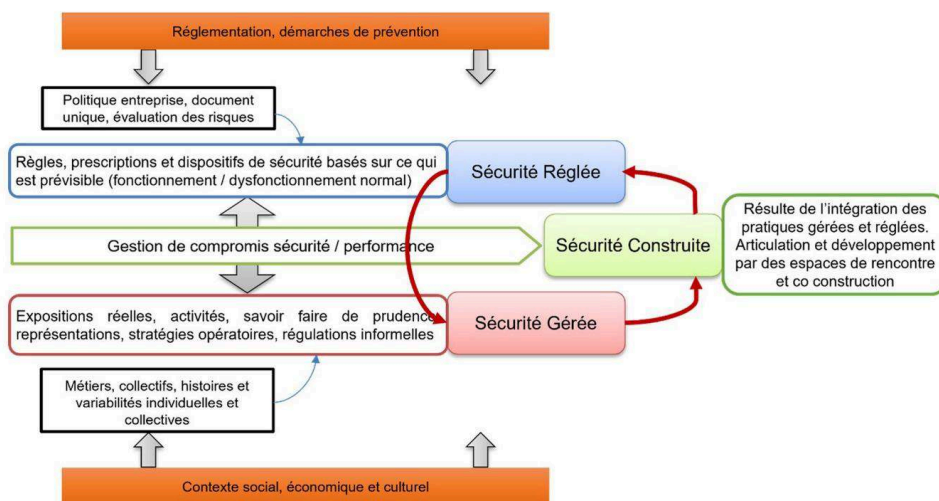 Réglementation, démarches de prévention
Politique entreprise, document
unique, évaluation des risques
Règles, prescriptions et dispositifs de sécurité basés sur ce qui
est prévisible (fonctionnement / dysfonctionnement normal)
Sécurité Réglée
Gestion de compromis sécurité / performance
Sécurité Construite
Résulte de l'intégration des
pratiques gérées et réglées.
Articulation et développement
par des espaces de rencontre
et co construction
Expositions réelles, activités, savoir faire de prudence
représentations, stratégies opératoires, régulations informelles
Sécurité Gérée
Métiers, collectifs, histoires et
variabilités individuelles et
collectives
Contexte social, économique et culturel